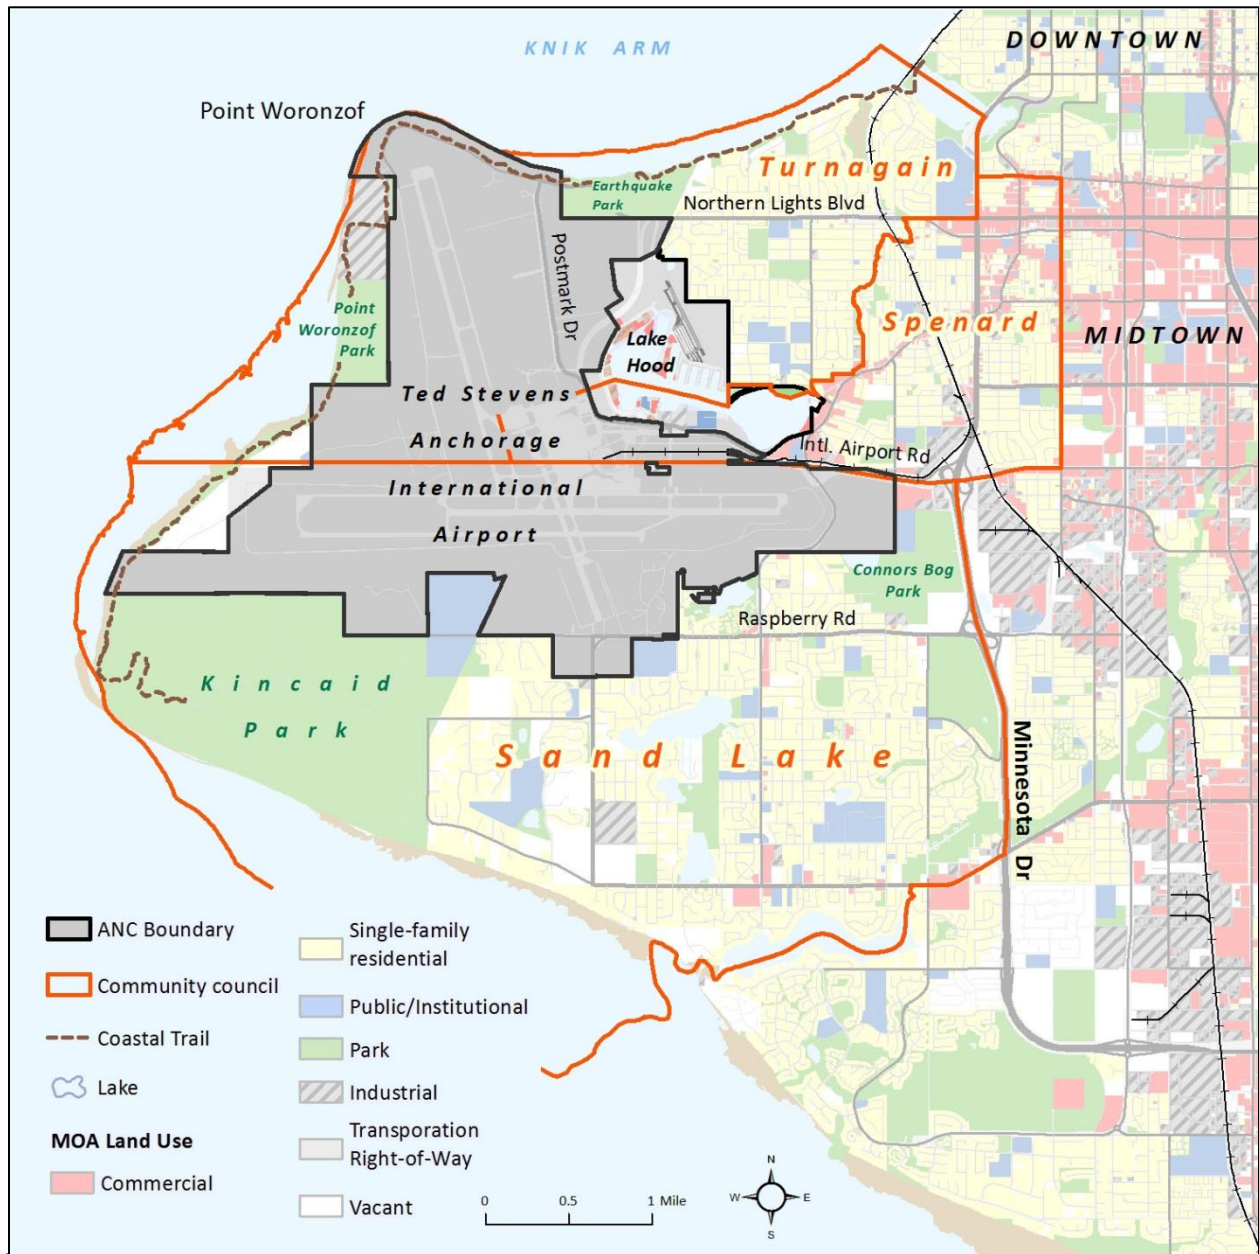 KNIK ARM
DOWNTOWN
Point Woronzof
Turnagain
Earthquake
Park
Northern Lights Blvd
Postmark Dr
Point
Woronzof
Park
Spenard
MIDTOWN
Lake
Hood
Ted Stevens
Anchorage
International
Airport
Intl. Airport Rd
Connors Bog
Park
Raspberry Rd
Kincaid
Park
Sand Lake
Minnesota Dr
ANC Boundary
Community council
Coastal Trail
Lake
MOA Land Use
Commercial
Single-family
residential
Public/Institutional
Park
Industrial
Transporation
Right-of-Way
Vacant
0 0.5 1 Mile
N
W E
S